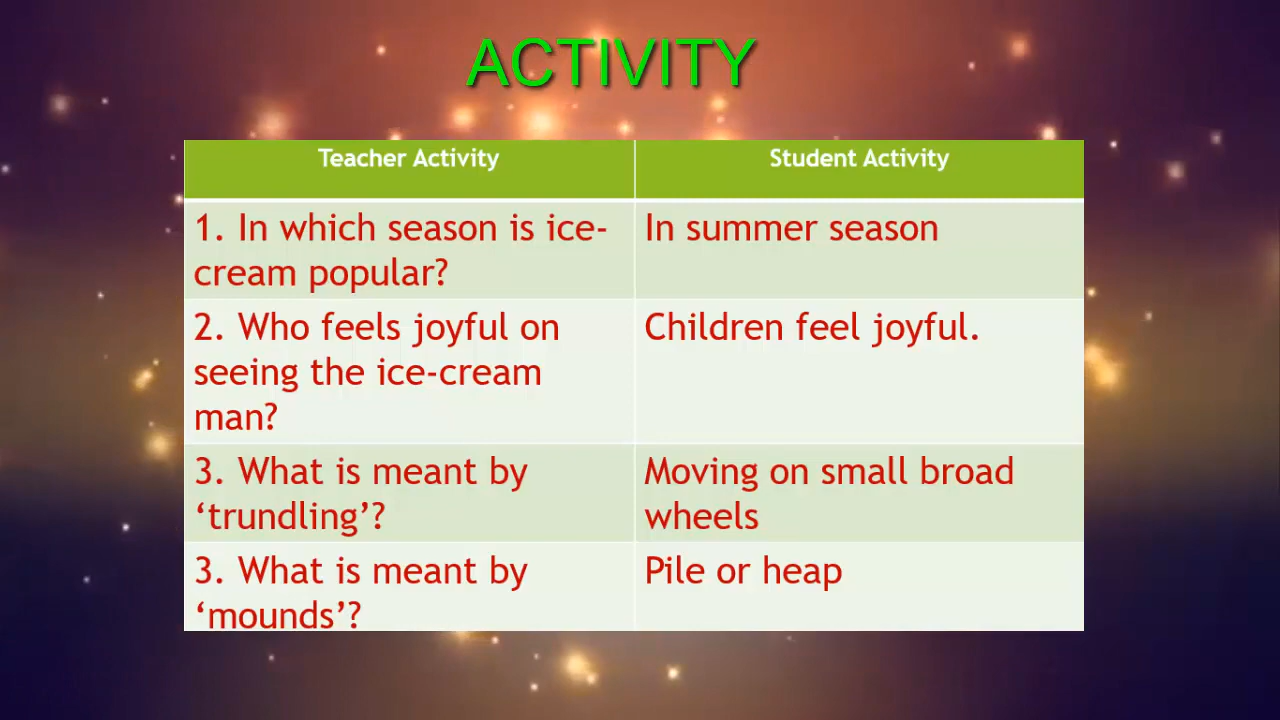 ACTIVITY
Teacher Activity
Student Activity
1. In which season is ice-
cream popular?
In summer season
2. Who feels joyful on
seeing the ice-cream
man?
Children feel joyful.
3. What is meant by
‘trundling’?
Moving on small broad
wheels
3. What is meant by
‘mounds’?
Pile or heap